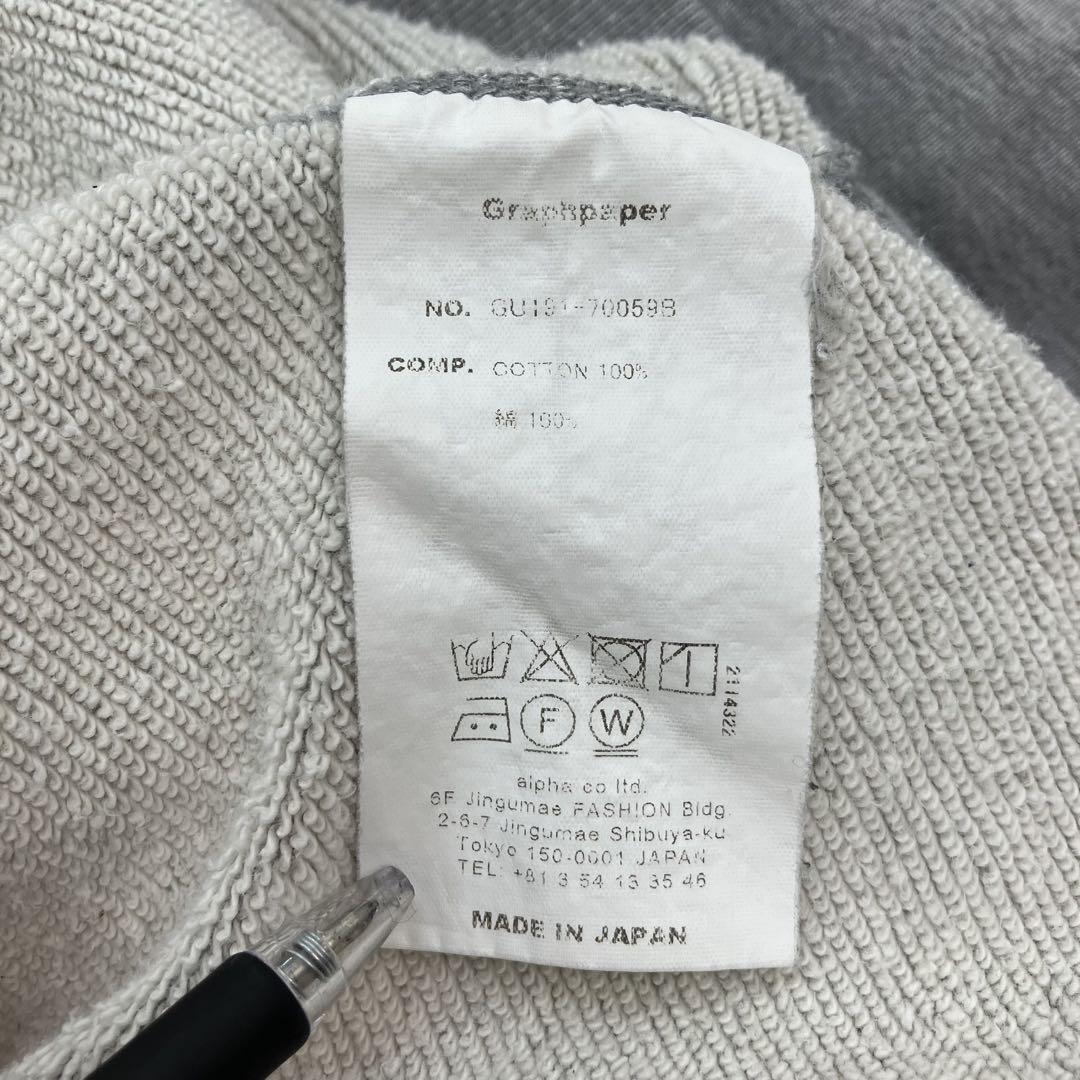 Graphpaper
NO. GU191-70059B
COMP. COTTON 100%
綿 100%
2114322
F W
alpha co ltd.
6F Jingumae FASHION Bldg.
2-6-7 Jingumae Shibuya-ku
Tokyo 150-0001 JAPAN
TEL: +81 3 54 13 35 46
MADE IN JAPAN